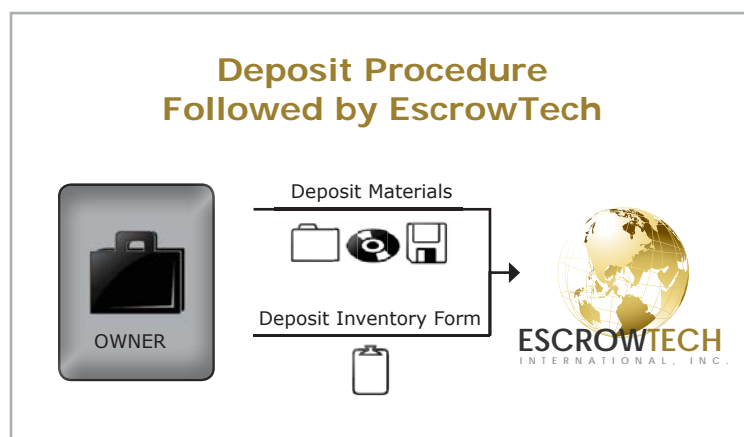 Deposit Procedure
Followed by EscrowTech
Deposit Materials
OWNER
Deposit Inventory Form
ESCROWTECH
INTERNATIONAL, INC.